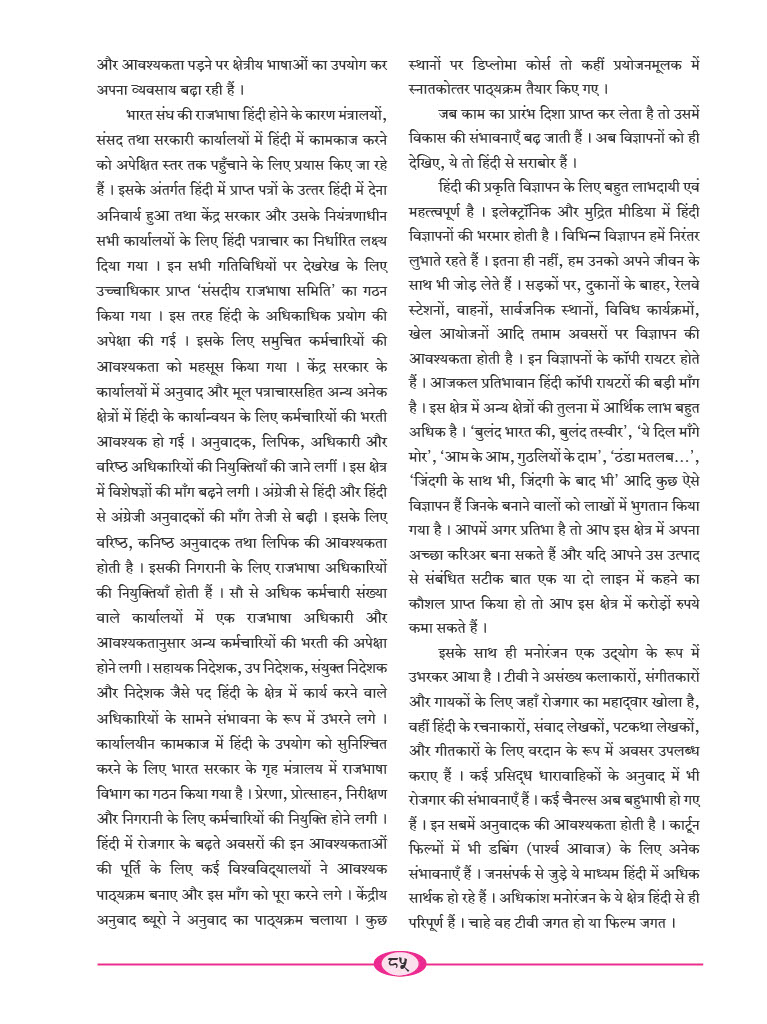 और आवश्यकता पड़ने पर क्षेत्रीय भाषाओं का उपयोग कर
अपना व्यवसाय बढ़ा रही हैं ।
भारत संघ की राजभाषा हिंदी होने के कारण मंत्रालयों,
संसद तथा सरकारी कार्यालयों में हिंदी में कामकाज करने
को अपेक्षित स्तर तक पहुँचाने के लिए प्रयास किए जा रहे
हैं । इसके अंतर्गत हिंदी में प्राप्त पत्रों के उत्तर हिंदी में देना
अनिवार्य हुआ तथा केंद्र सरकार और उसके नियंत्रणाधीन
सभी कार्यालयों के लिए हिंदी पत्राचार का निर्धारित लक्ष्य
दिया गया । इन सभी गतिविधियों पर देखरेख के लिए
उच्चाधिकार प्राप्त ‘संसदीय राजभाषा समिति’ का गठन
किया गया । इस तरह हिंदी के अधिकाधिक प्रयोग की
अपेक्षा की गई । इसके लिए समुचित कर्मचारियों की
आवश्यकता को महसूस किया गया । केंद्र सरकार के
कार्यालयों में अनुवाद और मूल पत्राचारसहित अन्य अनेक
क्षेत्रों में हिंदी के कार्यान्वयन के लिए कर्मचारियों की भरती
आवश्यक हो गई । अनुवादक, लिपिक, अधिकारी और
वरिष्ठ अधिकारियों की नियुक्तियाँ की जाने लगीं । इस क्षेत्र
में विशेषज्ञों की माँग बढ़ने लगी । अंग्रेजी से हिंदी और हिंदी
से अंग्रेजी अनुवादकों की माँग तेजी से बढ़ी । इसके लिए
वरिष्ठ, कनिष्ठ अनुवादक तथा लिपिक की आवश्यकता
होती है । इसकी निगरानी के लिए राजभाषा अधिकारियों
की नियुक्तियाँ होती हैं । सौ से अधिक कर्मचारी संख्या
वाले कार्यालयों में एक राजभाषा अधिकारी और
आवश्यकतानुसार अन्य कर्मचारियों की भरती की अपेक्षा
होने लगी । सहायक निदेशक, उप निदेशक, संयुक्त निदेशक
और निदेशक जैसे पद हिंदी के क्षेत्र में कार्य करने वाले
अधिकारियों के सामने संभावना के रूप में उभरने लगे ।
कार्यालयीन कामकाज में हिंदी के उपयोग को सुनिश्चित
करने के लिए भारत सरकार के गृह मंत्रालय में राजभाषा
विभाग का गठन किया गया है । प्रेरणा, प्रोत्साहन, निरीक्षण
और निगरानी के लिए कर्मचारियों की नियुक्ति होने लगी ।
हिंदी में रोजगार के बढ़ते अवसरों की इन आवश्यकताओं
की पूर्ति के लिए कई विश्वविद्यालयों ने आवश्यक
पाठ्यक्रम बनाए और इस माँग को पूरा करने लगे । केंद्रीय
अनुवाद ब्यूरो ने अनुवाद का पाठ्यक्रम चलाया । कुछ
स्थानों पर डिप्लोमा कोर्स तो कहीं प्रयोजनमूलक में
स्नातकोत्तर पाठ्यक्रम तैयार किए गए ।
जब काम का प्रारंभ दिशा प्राप्त कर लेता है तो उसमें
विकास की संभावनाएँ बढ़ जाती हैं । अब विज्ञापनों को ही
देखिए, ये तो हिंदी से सराबोर हैं ।
हिंदी की प्रकृति विज्ञापन के लिए बहुत लाभदायी एवं
महत्त्वपूर्ण है । इलेक्ट्रॉनिक और मुद्रित मीडिया में हिंदी
विज्ञापनों की भरमार होती है । विभिन्न विज्ञापन हमें निरंतर
लुभाते रहते हैं । इतना ही नहीं, हम उनको अपने जीवन के
साथ भी जोड़ लेते हैं । सड़कों पर, दुकानों के बाहर, रेलवे
स्टेशनों, वाहनों, सार्वजनिक स्थानों, विविध कार्यक्रमों,
खेल आयोजनों आदि तमाम अवसरों पर विज्ञापन की
आवश्यकता होती है । इन विज्ञापनों के कॉपी रायटर होते
हैं । आजकल प्रतिभावान हिंदी कॉपी रायटरों की बड़ी माँग
है । इस क्षेत्र में अन्य क्षेत्रों की तुलना में आर्थिक लाभ बहुत
अधिक है । ‘बुलंद भारत की, बुलंद तस्वीर’, ‘ये दिल माँगे
मोर’, ‘आम के आम, गुठलियों के दाम’, ‘ठंडा मतलब...’,
‘जिंदगी के साथ भी, जिंदगी के बाद भी’ आदि कुछ ऐसे
विज्ञापन हैं जिनके बनाने वालों को लाखों में भुगतान किया
गया है । आपमें अगर प्रतिभा है तो आप इस क्षेत्र में अपना
अच्छा करिअर बना सकते हैं और यदि आपने उस उत्पाद
से संबंधित सटीक बात एक या दो लाइन में कहने का
कौशल प्राप्त किया हो तो आप इस क्षेत्र में करोड़ों रुपये
कमा सकते हैं ।
इसके साथ ही मनोरंजन एक उद्योग के रूप में
उभरकर आया है । टीवी ने असंख्य कलाकारों, संगीतकारों
और गायकों के लिए जहाँ रोजगार का महाद्वार खोला है,
वहीं हिंदी के रचनाकारों, संवाद लेखकों, पटकथा लेखकों,
और गीतकारों के लिए वरदान के रूप में अवसर उपलब्ध
कराए हैं । कई प्रसिद्ध धारावाहिकों के अनुवाद में भी
रोजगार की संभावनाएँ हैं । कई चैनल्स अब बहुभाषी हो गए
हैं । इन सबमें अनुवादक की आवश्यकता होती है । कार्टून
फिल्मों में भी डबिंग (पार्श्व आवाज) के लिए अनेक
संभावनाएँ हैं । जनसंपर्क से जुड़े ये माध्यम हिंदी में अधिक
सार्थक हो रहे हैं । अधिकांश मनोरंजन के ये क्षेत्र हिंदी से ही
परिपूर्ण हैं । चाहे वह टीवी जगत हो या फिल्म जगत ।
८५